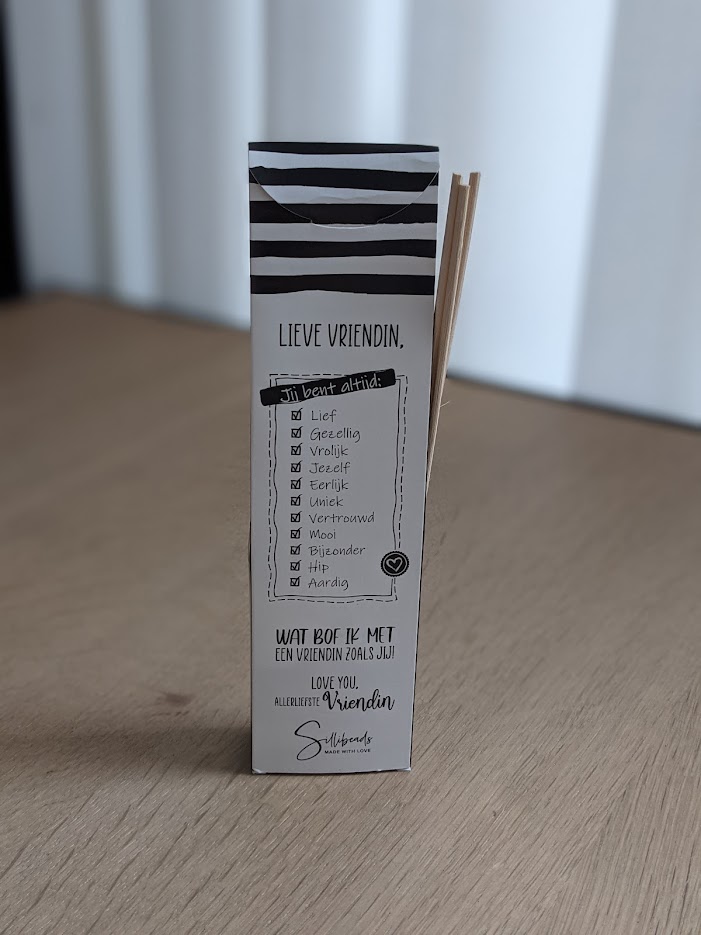 LIEVE VRIENDIN,
Jij bent altijd:
Lief
Gezellig
Vrolijk
Jezelf
Eerlijk
Uniek
Vertrouwd
Mooi
Bijzonder
Hip
Aardig
WAT BOF IK MET
EEN VRIENDIN ZOALS JIJ!
LOVE YOU,
ALLERLIEFSTE Vriendin
Sillibeads
MADE WITH LOVE